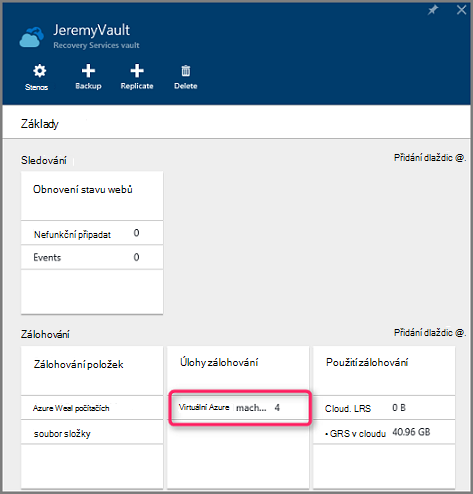 JeremyVault
Recovery Services vault
Stenos Backup Replicate Delete
Základy
Sledování Přidání dlaždic @.
Obnovení stavu webů
Nefunkční připadat 0
Events 0
Zálohování Přidání dlaždic @.
Zálohování položek Úlohy zálohování Použití zálohování
Azure Weal počítačích Virtuální Azure mach... 4 Cloud. LRS 0 B
soubor složky • GRS v cloudu 40.96 GB